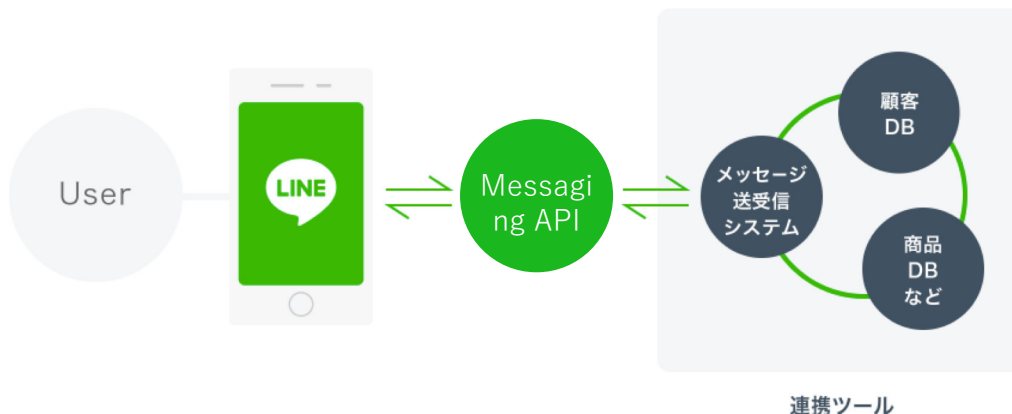 User
LINE
Messagi
ng API
メッセージ
送受信
システム
顧客
DB
商品
DB
など
連携ツール